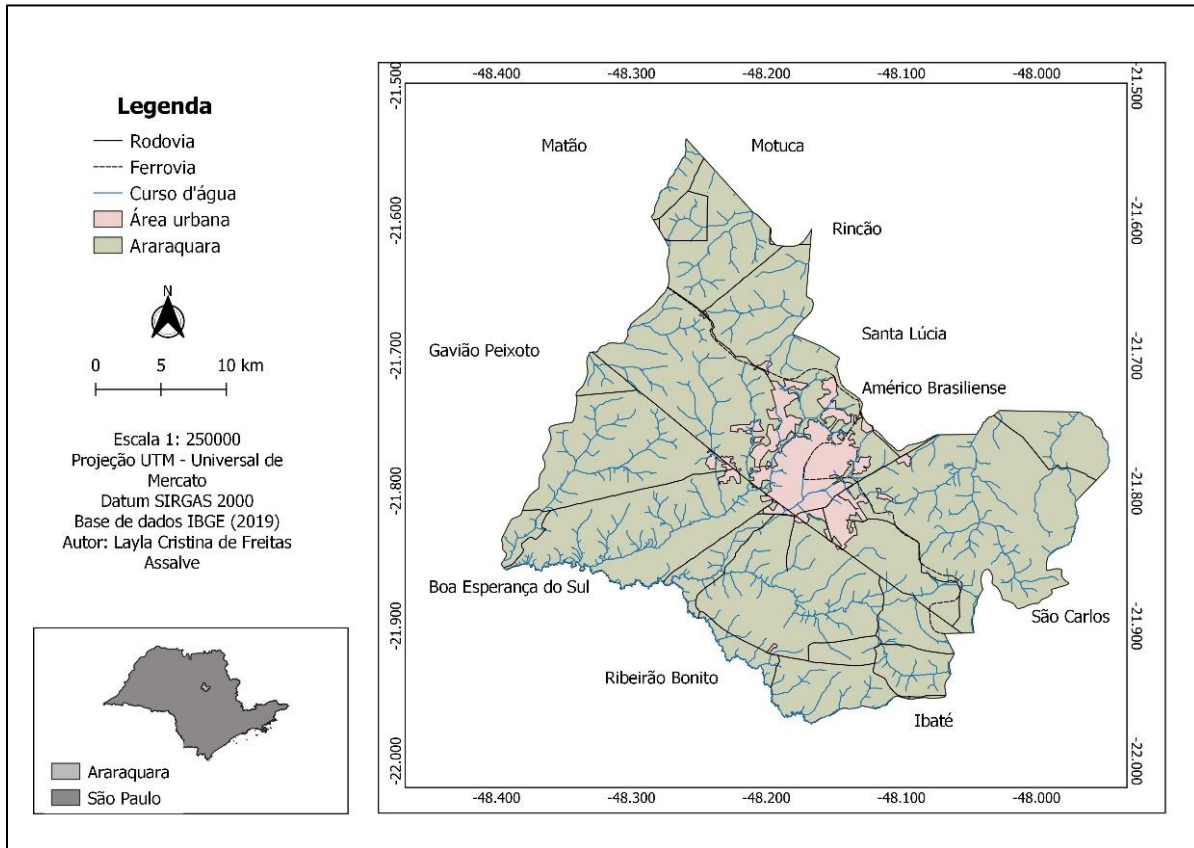 Legenda
Rodovia
Ferrovia
Curso d'água
Área urbana
Araraquara
N
0 5 10 km
Escala 1: 250000
Projeção UTM - Universal de
Mercato
Datum SIRGAS 2000
Base de dados IBGE (2019)
Autor: Layla Cristina de Freitas
Assalve
Araraquara
São Paulo
-48.400 -48.300 -48.200 -48.100 -48.000
-21.500
-21.600
-21.700
-21.800
-21.900
-22.000
Matão
Motuca
Rincão
Santa Lúcia
Gavião Peixoto
Américo Brasiliense
Boa Esperança do Sul
São Carlos
Ribeirão Bonito
Ibaté
-21.500
-21.600
-21.700
-21.800
-21.900
-22.000
-48.400 -48.300 -48.200 -48.100 -48.000